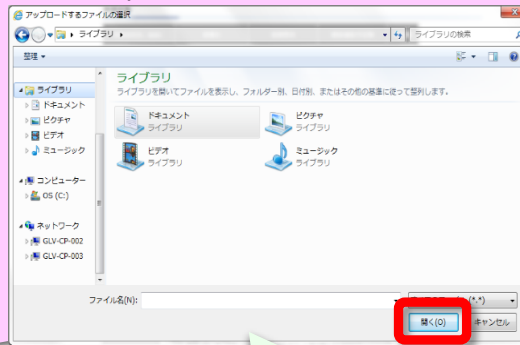 アップロードするファイルの選択
ライブラリ
ライブラリの検索
整理
ライブラリ
ライブラリを開いてファイルを表示し、フォルダー別、日付別、またはその他の基準に従って整列します。
ライブラリ
ドキュメント
ピクチャ
ビデオ
ミュージック
コンピューター
OS (C:)
ネットワーク
GLV-CP-002
GLV-CP-003
ドキュメント
ライブラリ
ピクチャ
ライブラリ
ビデオ
ライブラリ
ミュージック
ライブラリ
ファイル名(N):
(*.*)
開く(O)
キャンセル